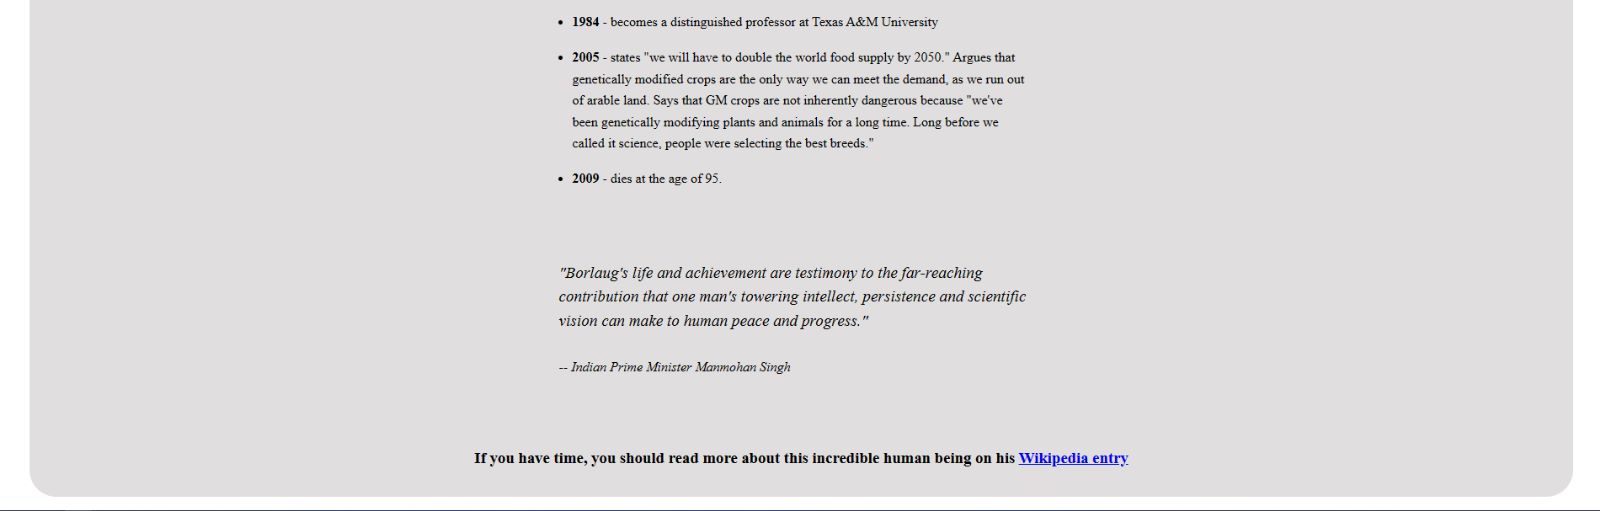 • 1984 - becomes a distinguished professor at Texas A&M University
• 2005 - states "we will have to double the world food supply by 2050." Argues that
genetically modified crops are the only way we can meet the demand, as we run out
of arable land. Says that GM crops are not inherently dangerous because "we've
been genetically modifying plants and animals for a long time. Long before we
called it science, people were selecting the best breeds."
• 2009 - dies at the age of 95.
"Borlaug's life and achievement are testimony to the far-reaching
contribution that one man's towering intellect, persistence and scientific
vision can make to human peace and progress."
-- Indian Prime Minister Manmohan Singh
If you have time, you should read more about this incredible human being on his Wikipedia entry